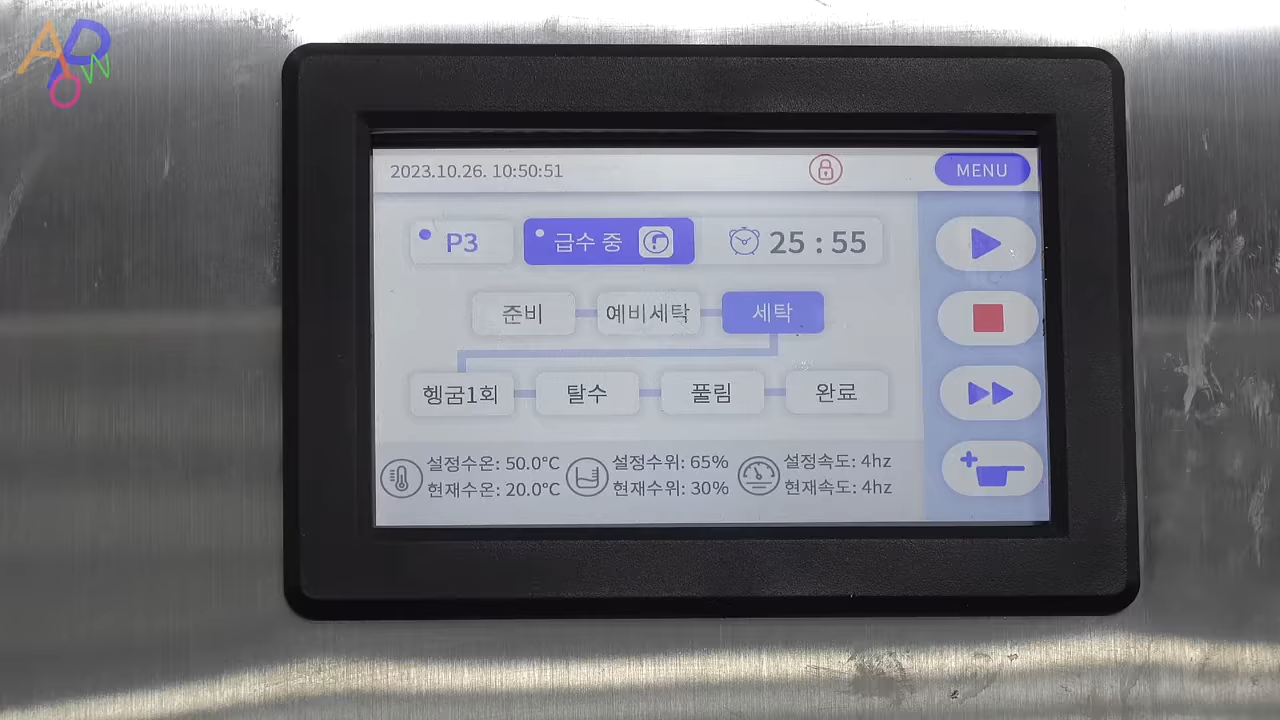 ADOW
2023.10.26. 10:50:51
MENU
P3 급수 중 25 : 55
준비 예비세탁 세탁
헹굼1회 탈수 풀림 완료
설정수온: 50.0°C 설정수위: 65% 설정속도: 4hz
현재수온: 20.0°C 현재수위: 30% 현재속도: 4hz